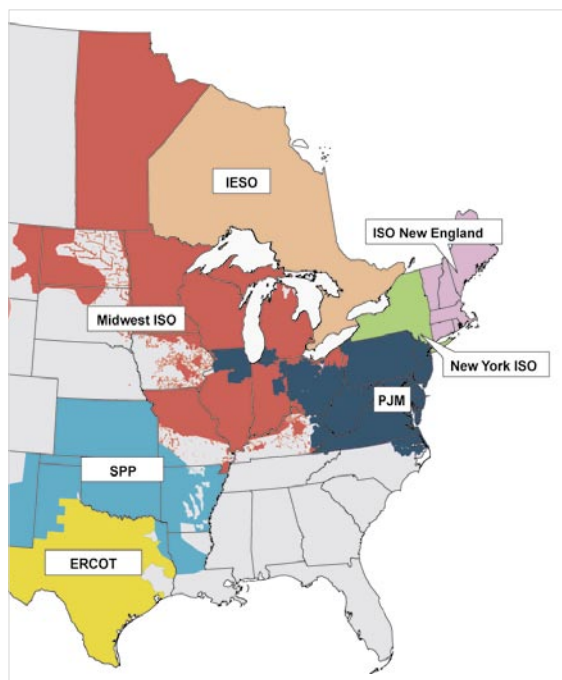 IESO
ISO New England
Midwest ISO
New York ISO
PJM
SPP
ERCOT